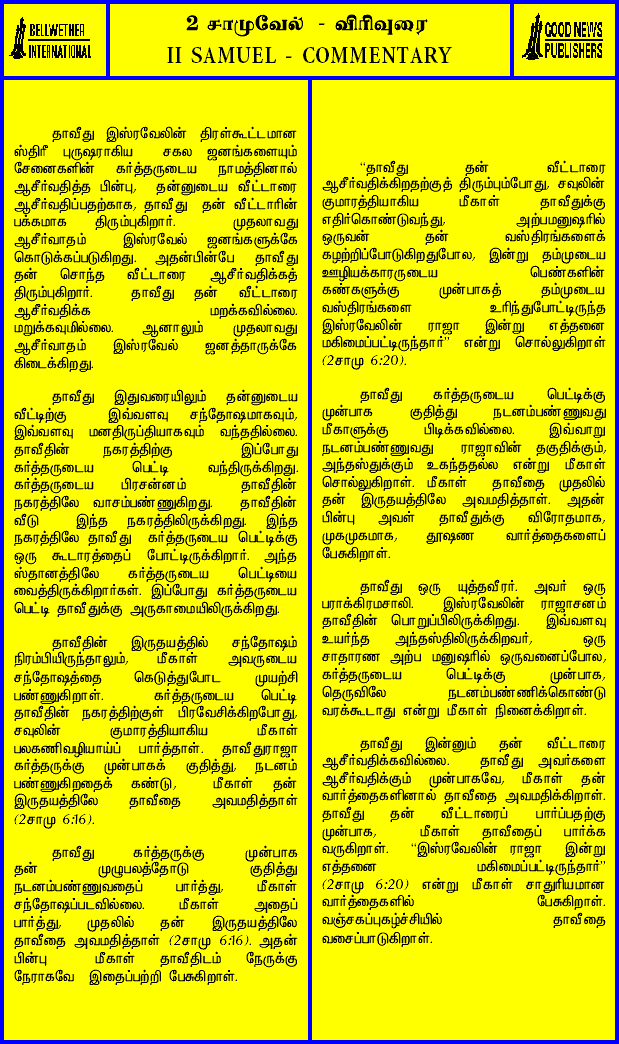 BELLWETHER
INTERNATIONAL
2 சாமுவேல் - விரிவுரை
II SAMUEL - COMMENTARY
GOOD NEWS
PUBLISHERS
தாவீது இஸ்ரவேலின் திரள்கூட்டமான
ஸ்திரீ புருஷராகிய சகல ஜனங்களையும்
சேனைகளின் கர்த்தருடைய நாமத்தினால்
ஆசீர்வதித்த பின்பு, தன்னுடைய வீட்டாரை
ஆசீர்வதிப்பதற்காக, தாவீது தன் வீட்டாரின்
பக்கமாக திரும்புகிறார். முதலாவது
ஆசீர்வாதம் இஸ்ரவேல் ஜனங்களுக்கே
கொடுக்கப்படுகிறது. அதன்பின்பே தாவீது
தன் சொந்த வீட்டாரை ஆசீர்வதிக்கத்
திரும்புகிறார். தாவீது தன் வீட்டாரை
ஆசீர்வதிக்க மறக்கவில்லை.
மறுக்கவுமில்லை. ஆனாலும் முதலாவது
ஆசீர்வாதம் இஸ்ரவேல் ஜனத்தாருக்கே
கிடைக்கிறது.
தாவீது இதுவரையிலும் தன்னுடைய
வீட்டிற்கு இவ்வளவு சந்தோஷமாகவும்,
இவ்வளவு மனதிருப்தியாகவும் வந்ததில்லை.
தாவீதின் நகரத்திற்கு இப்போது
கர்த்தருடைய பெட்டி வந்திருக்கிறது.
கர்த்தருடைய பிரசன்னம் தாவீதின்
நகரத்திலே வாசம்பண்ணுகிறது. தாவீதின்
வீடு இந்த நகரத்திலிருக்கிறது. இந்த
நகரத்திலே தாவீது கர்த்தருடைய பெட்டிக்கு
ஒரு கூடாரத்தைப் போட்டிருக்கிறார். அந்த
ஸ்தானத்திலே கர்த்தருடைய பெட்டியை
வைத்திருக்கிறார்கள். இப்போது கர்த்தருடைய
பெட்டி தாவீதுக்கு அருகாமையிலிருக்கிறது.
தாவீதின் இருதயத்தில் சந்தோஷம்
நிரம்பியிருந்தாலும், மீகாள் அவருடைய
சந்தோஷத்தை கெடுத்துபோட முயற்சி
பண்ணுகிறாள். கர்த்தருடைய பெட்டி
தாவீதின் நகரத்திற்குள் பிரவேசிக்கிறபோது,
சவுலின் குமாரத்தியாகிய மீகாள்
பலகணிவழியாய்ப் பார்த்தாள். தாவீதுராஜா
கர்த்தருக்கு முன்பாகக் குதித்து, நடனம்
பண்ணுகிறதைக் கண்டு, மீகாள் தன்
இருதயத்திலே தாவீதை அவமதித்தாள்
(2சாமு 6:16).
தாவீது கர்த்தருக்கு முன்பாக
தன் முழுபலத்தோடு குதித்து
நடனம்பண்ணுவதைப் பார்த்து, மீகாள்
சந்தோஷப்படவில்லை. மீகாள் அதைப்
பார்த்து, முதலில் தன் இருதயத்திலே
தாவீதை அவமதித்தாள் (2சாமு 6:16). அதன்
பின்பு மீகாள் தாவீதிடம் நேருக்கு
நேராகவே இதைப்பற்றி பேசுகிறாள்.
“தாவீது தன் வீட்டாரை
ஆசீர்வதிக்கிறதற்குத் திரும்பும்போது, சவுலின்
குமாரத்தியாகிய மீகாள் தாவீதுக்கு
எதிர்கொண்டுவந்து, அற்பமனுஷரில்
ஒருவன் தன் வஸ்திரங்களைக்
கழற்றிப்போடுகிறதுபோல, இன்று தம்முடைய
ஊழியக்காரருடைய பெண்களின்
கண்களுக்கு முன்பாகத் தம்முடைய
வஸ்திரங்களை உரிந்துபோட்டிருந்த
இஸ்ரவேலின் ராஜா இன்று எத்தனை
மகிமைப்பட்டிருந்தார்” என்று சொல்லுகிறாள்
(2சாமு 6:20).
தாவீது கர்த்தருடைய பெட்டிக்கு
முன்பாக குதித்து நடனம்பண்ணுவது
மீகாளுக்கு பிடிக்கவில்லை. இவ்வாறு
நடனம்பண்ணுவது ராஜாவின் தகுதிக்கும்,
அந்தஸ்துக்கும் உகந்ததல்ல என்று மீகாள்
சொல்லுகிறாள். மீகாள் தாவீதை முதலில்
தன் இருதயத்திலே அவமதித்தாள். அதன்
பின்பு அவள் தாவீதுக்கு விரோதமாக,
முகமுகமாக, தூஷண வார்த்தைகளைப்
பேசுகிறாள்.
தாவீது ஒரு யுத்தவீரர். அவர் ஒரு
பராக்கிரமசாலி. இஸ்ரவேலின் ராஜாசனம்
தாவீதின் பொறுப்பிலிருக்கிறது. இவ்வளவு
உயர்ந்த அந்தஸ்திலிருக்கிறவர், ஒரு
சாதாரண அற்ப மனுஷரில் ஒருவனைப்போல,
கர்த்தருடைய பெட்டிக்கு முன்பாக,
தெருவிலே நடனம்பண்ணிக்கொண்டு
வரக்கூடாது என்று மீகாள் நினைக்கிறாள்.
தாவீது இன்னும் தன் வீட்டாரை
ஆசீர்வதிக்கவில்லை. தாவீது அவர்களை
ஆசீர்வதிக்கும் முன்பாகவே, மீகாள் தன்
வார்த்தைகளினால் தாவீதை அவமதிக்கிறாள்.
தாவீது தன் வீட்டாரைப் பார்ப்பதற்கு
முன்பாக, மீகாள் தாவீதைப் பார்க்க
வருகிறாள். “இஸ்ரவேலின் ராஜா இன்று
எத்தனை மகிமைப்பட்டிருந்தார்”
(2சாமு 6:20) என்று மீகாள் சாதுரியமான
வார்த்தைகளில் பேசுகிறாள்.
வஞ்சகப்புகழ்ச்சியில் தாவீதை
வசைப்பாடுகிறாள்.